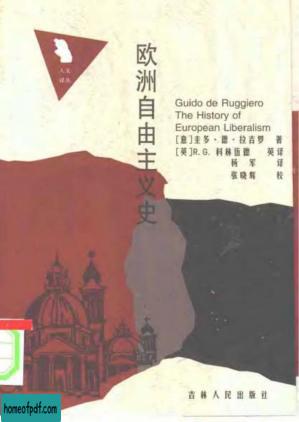 人文
译丛
欧洲自由主义史
Guido de Ruggiero
The History of
European Liberalism
[意]圭多·德·拉吉罗 著
[英]R.G. 科林伍德 英译
杨军 译
张晓辉 校
吉林人民出版社
homeofpdf.com